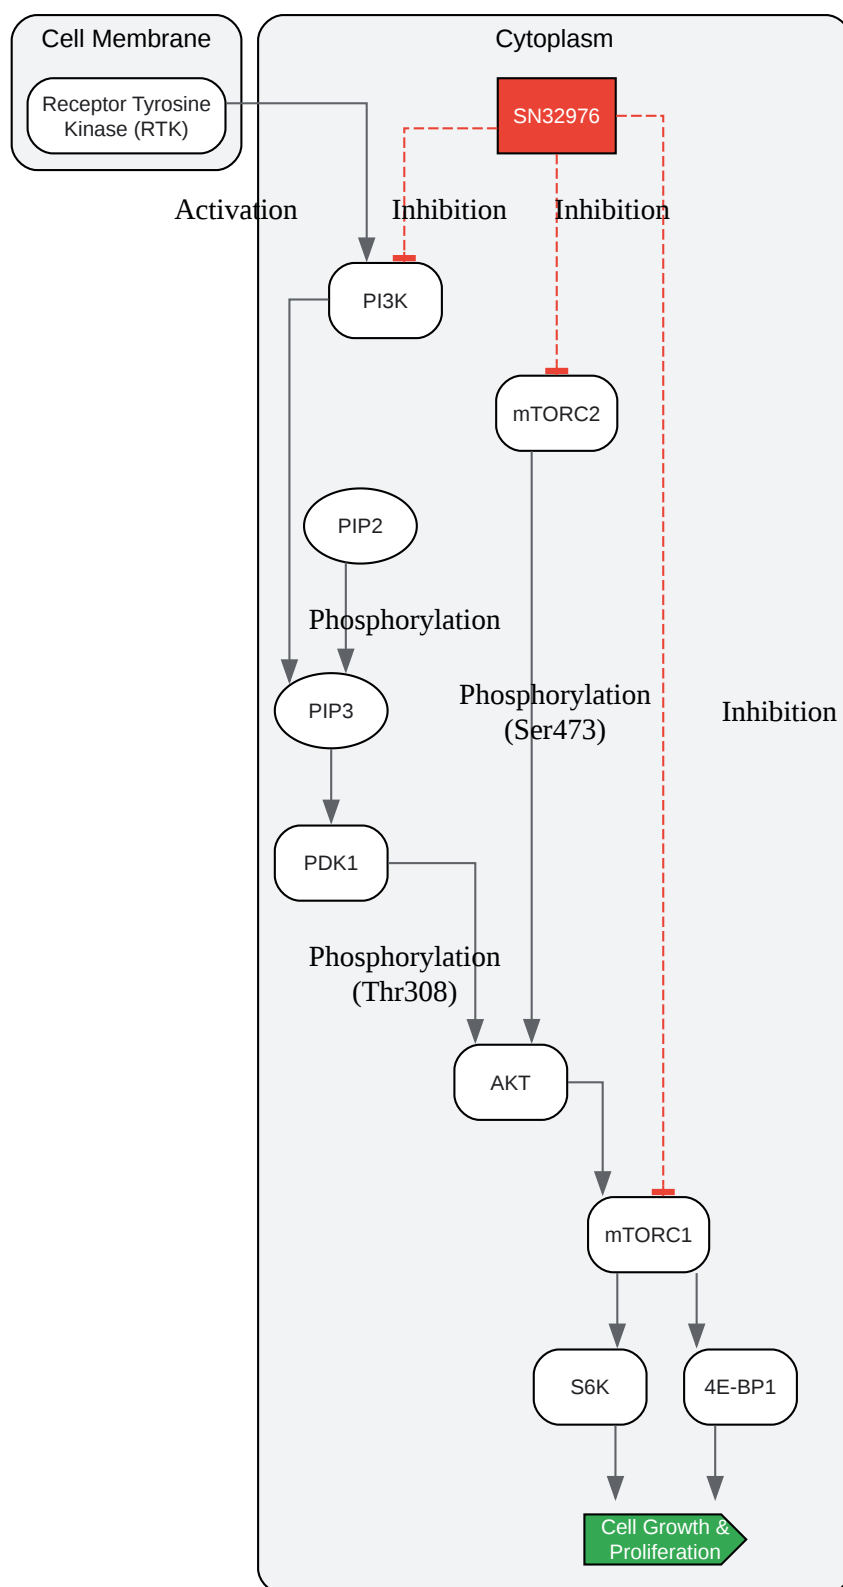 Cell Membrane
Cytoplasm
Receptor Tyrosine
Kinase (RTK)
SN32976
Activation
Inhibition
Inhibition
PI3K
mTORC2
PIP2
Phosphorylation
PIP3
Phosphorylation
(Ser473)
Inhibition
PDK1
Phosphorylation
(Thr308)
AKT
mTORC1
S6K
4E-BP1
Cell Growth &
Proliferation